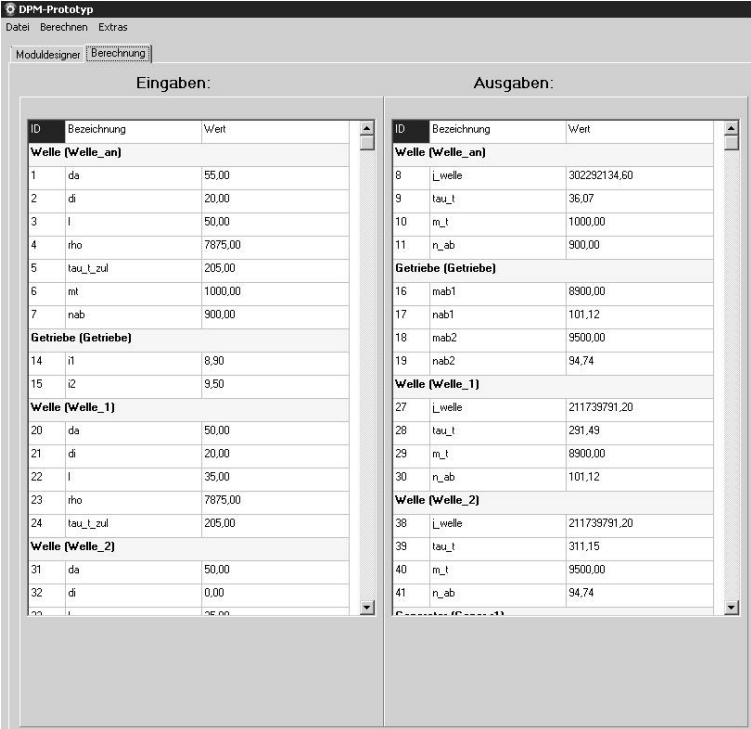 DPM-Prototyp
Datei Berechnen Extras
Moduldesigner Berechnung
Eingaben:
ID Bezeichnung Wert
Welle (Welle_an)
1 da 55,00
2 di 20,00
3 l 50,00
4 rho 7875,00
5 tau_t_zul 205,00
6 mt 1000,00
7 nab 900,00
Getriebe (Getriebe)
14 i1 8,90
15 i2 9,50
Welle (Welle_1)
20 da 50,00
21 di 20,00
22 l 35,00
23 rho 7875,00
24 tau_t_zul 205,00
Welle (Welle_2)
31 da 50,00
32 di 0,00
Ausgaben:
ID Bezeichnung Wert
Welle (Welle_an)
8 j_welle 302292134,60
9 tau_t 36,07
10 m_t 1000,00
11 n_ab 900,00
Getriebe (Getriebe)
16 mab1 8900,00
17 nab1 101,12
18 mab2 9500,00
19 nab2 94,74
Welle (Welle_1)
27 j_welle 211739791,20
28 tau_t 291,49
29 m_t 8900,00
30 n_ab 101,12
Welle (Welle_2)
38 j_welle 211739791,20
39 tau_t 311,15
40 m_t 9500,00
41 n_ab 94,74